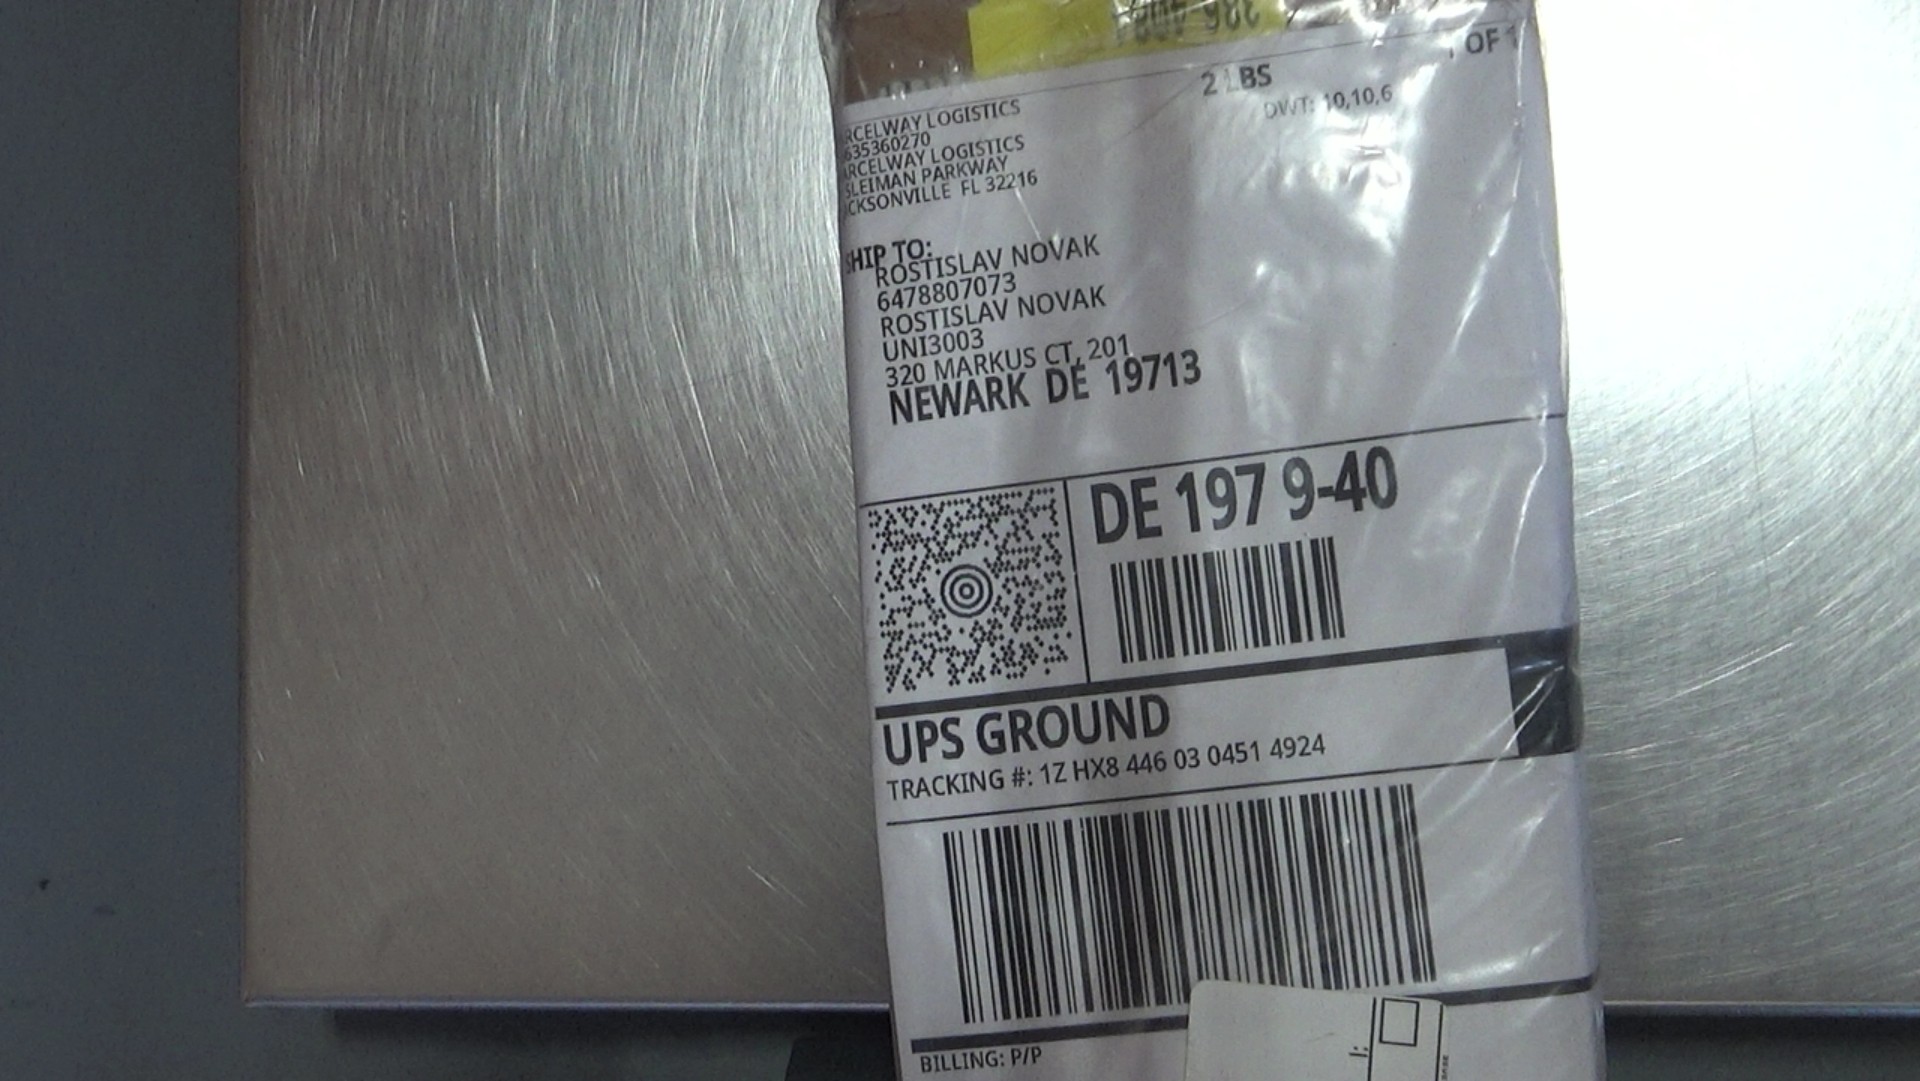 2 LBS
1 OF 1
DWT: 10,10,6
RCELWAY LOGISTICS
635360270
ARCELWAY LOGISTICS
SLEIMAN PARKWAY
CKSONVILLE FL 32216
SHIP TO:
ROSTISLAV NOVAK
6478807073
ROSTISLAV NOVAK
UNI3003
320 MARKUS CT, 201
NEWARK DE 19713
DE 197 9-40
UPS GROUND
TRACKING #: 1Z HX8 446 03 0451 4924
BILLING: P/P